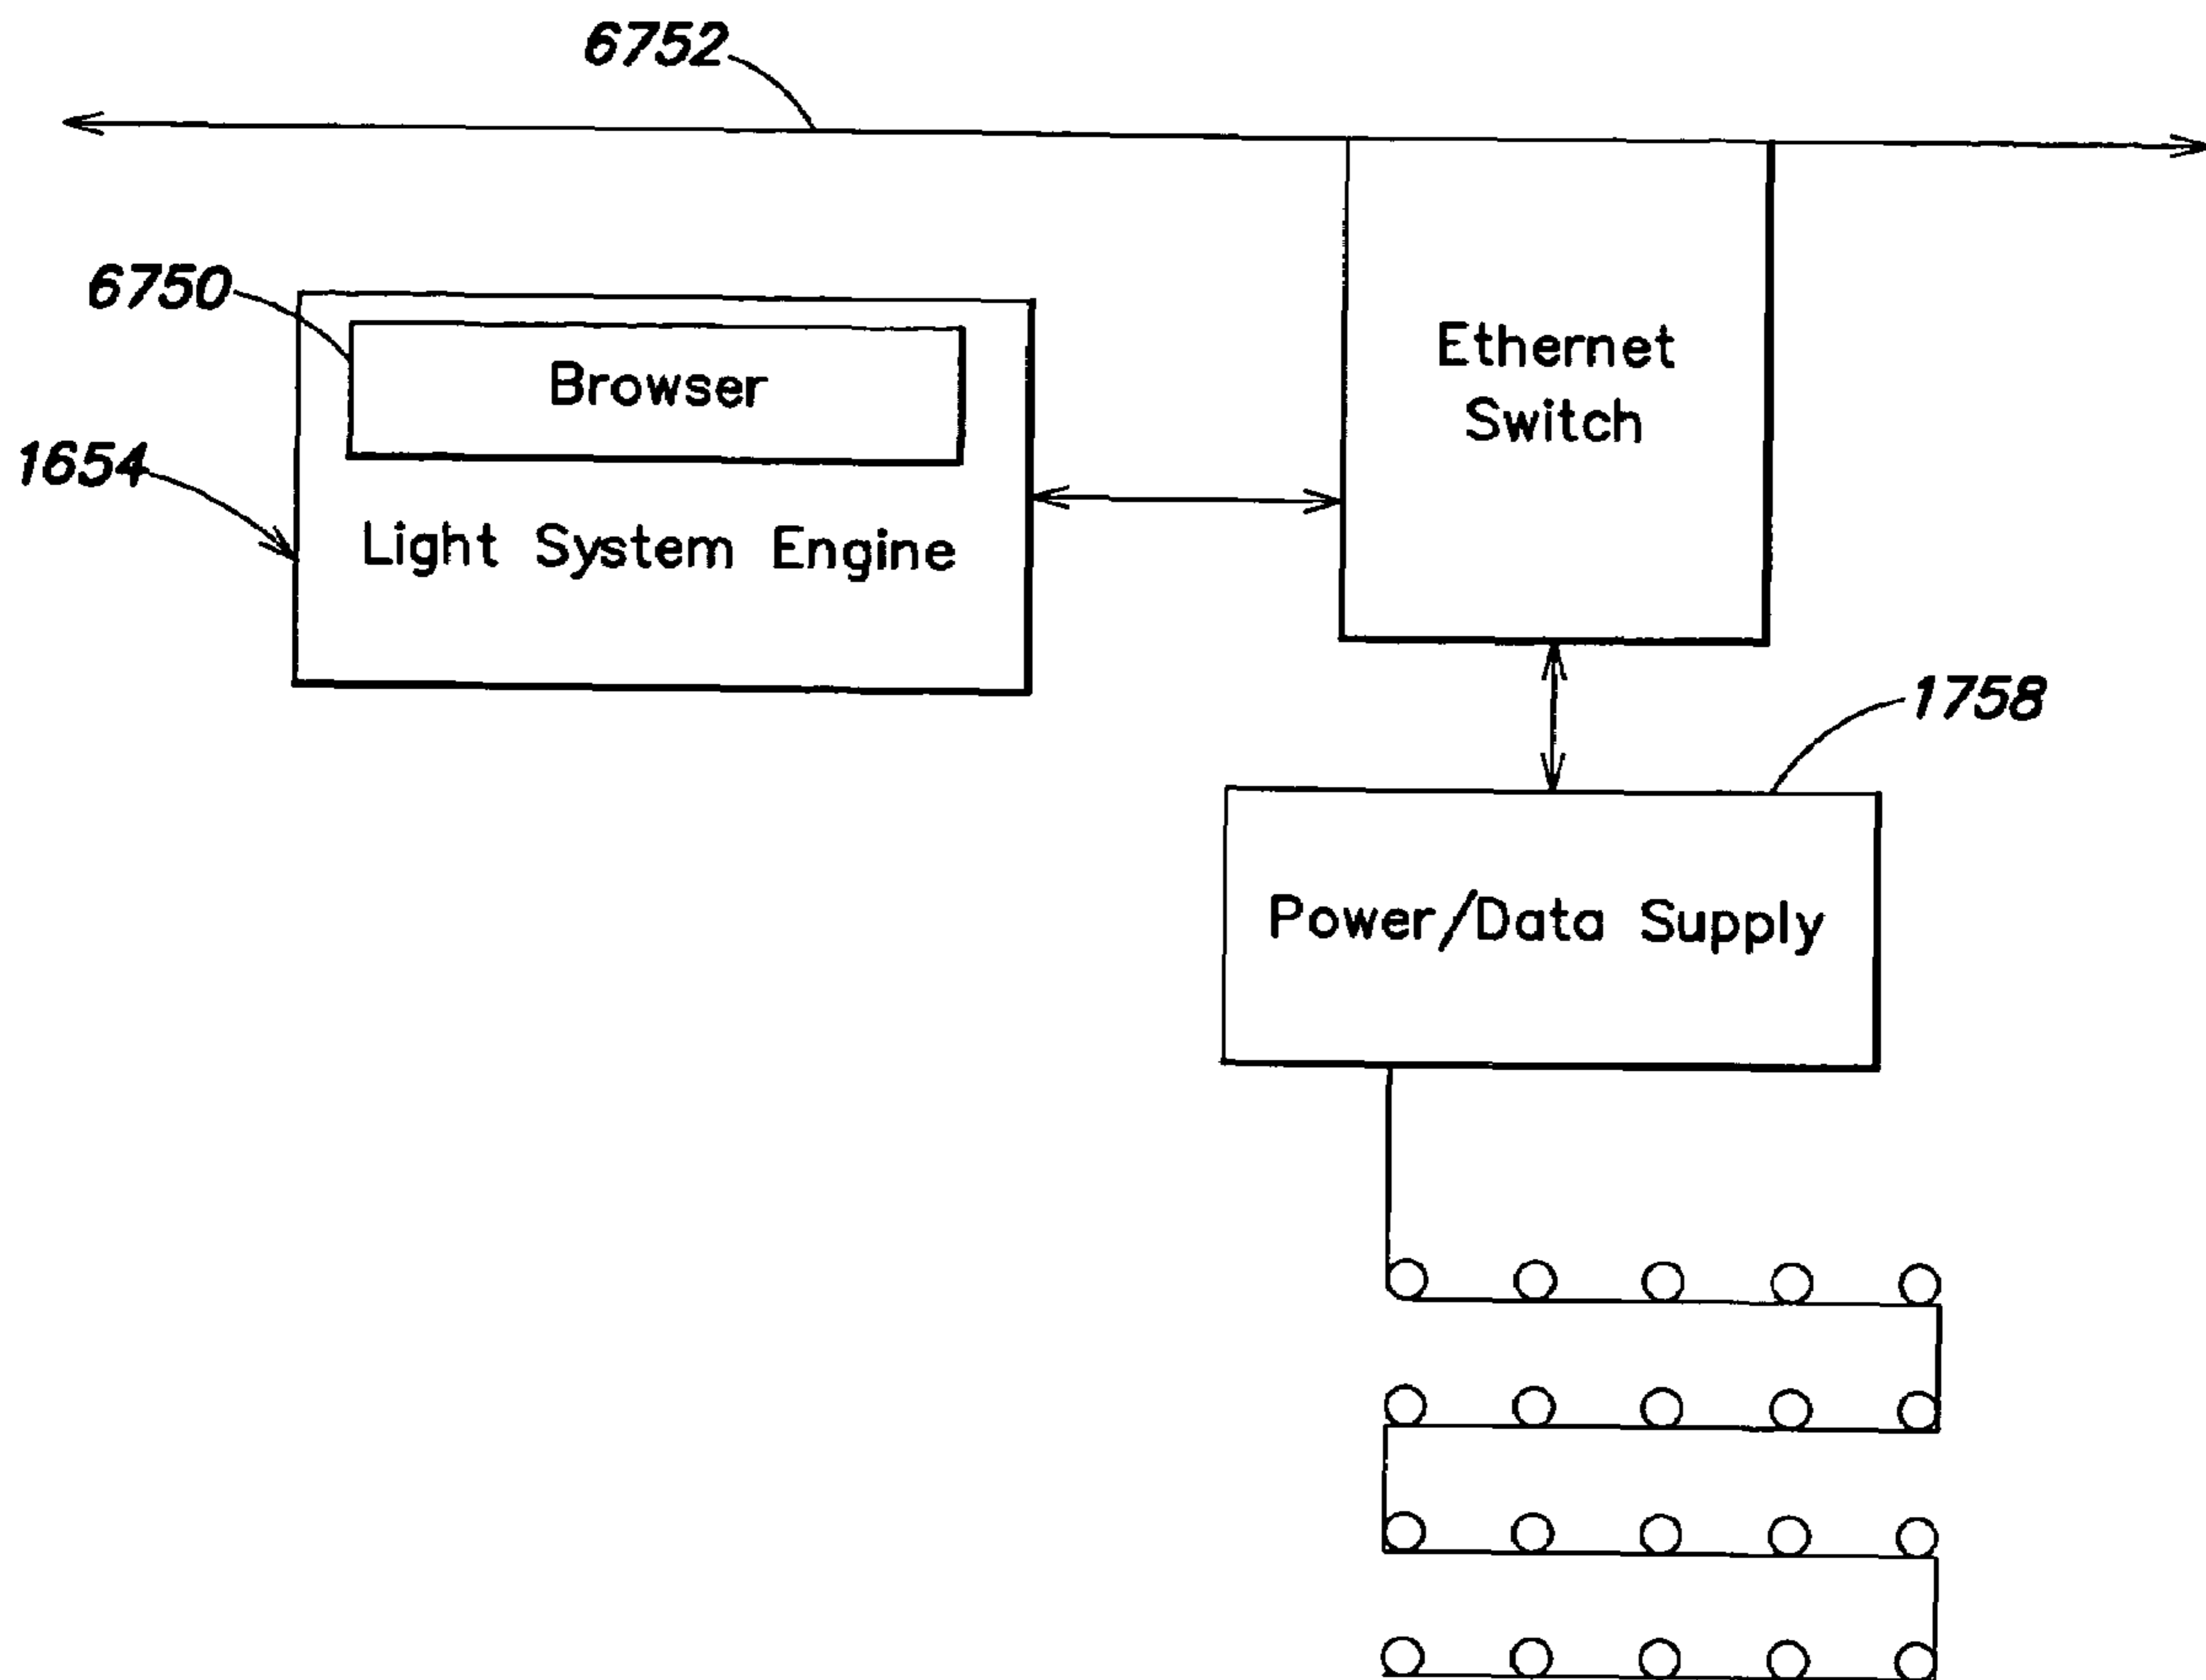 6752
6750
Browser
Ethernet
Switch
1654
Light System Engine
1758
Power/Data Supply